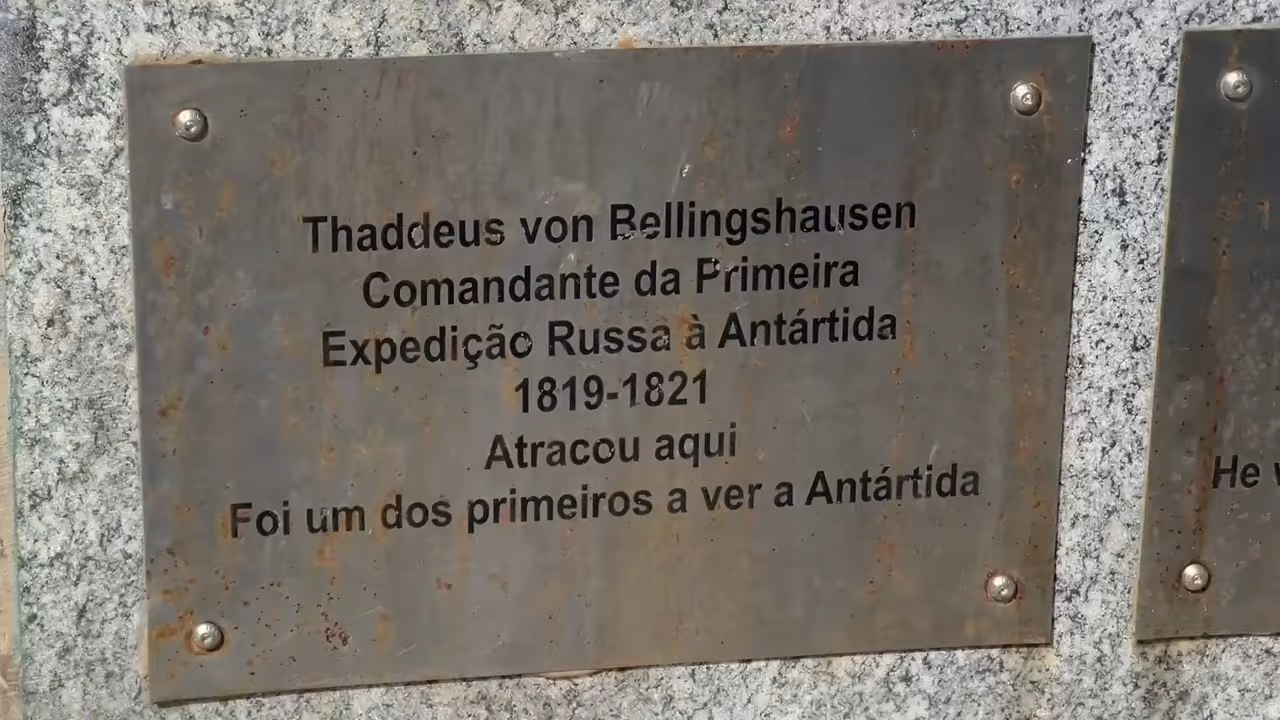 Thaddeus von Bellingshausen
Comandante da Primeira
Expedição Russa à Antártida
1819-1821
Atracou aqui
Foi um dos primeiros a ver a Antártida
He